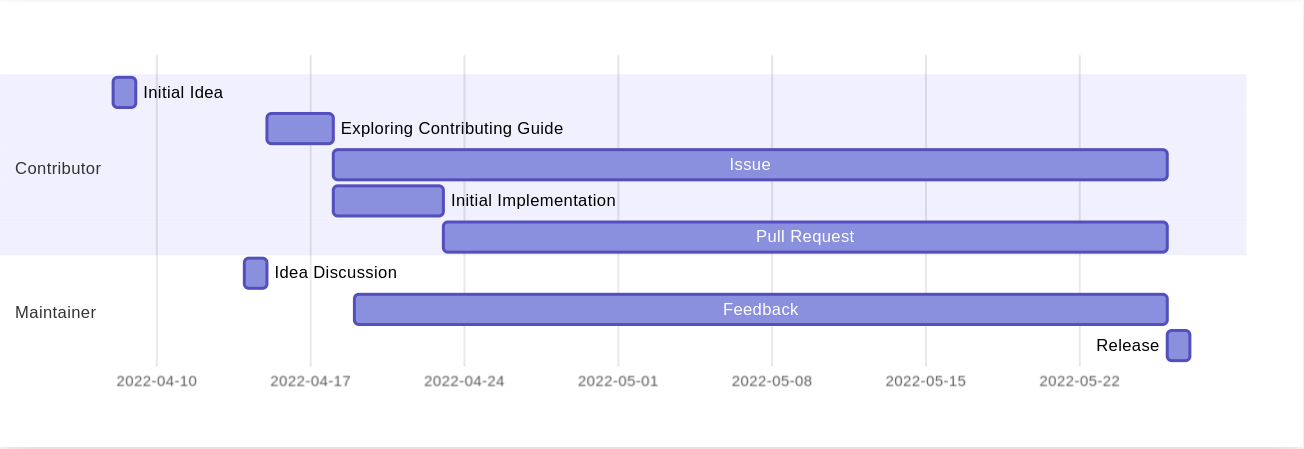 Initial Idea
Exploring Contributing Guide
Contributor
Issue
Initial Implementation
Pull Request
Idea Discussion
Maintainer
Feedback
Release
2022-04-10
2022-04-17
2022-04-24
2022-05-01
2022-05-08
2022-05-15
2022-05-22